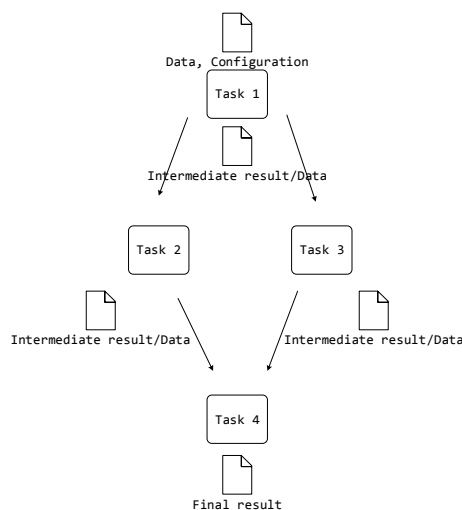 Data, Configuration
Task 1
Intermediate result/Data
Task 2
Task 3
Intermediate result/Data
Intermediate result/Data
Task 4
Final result